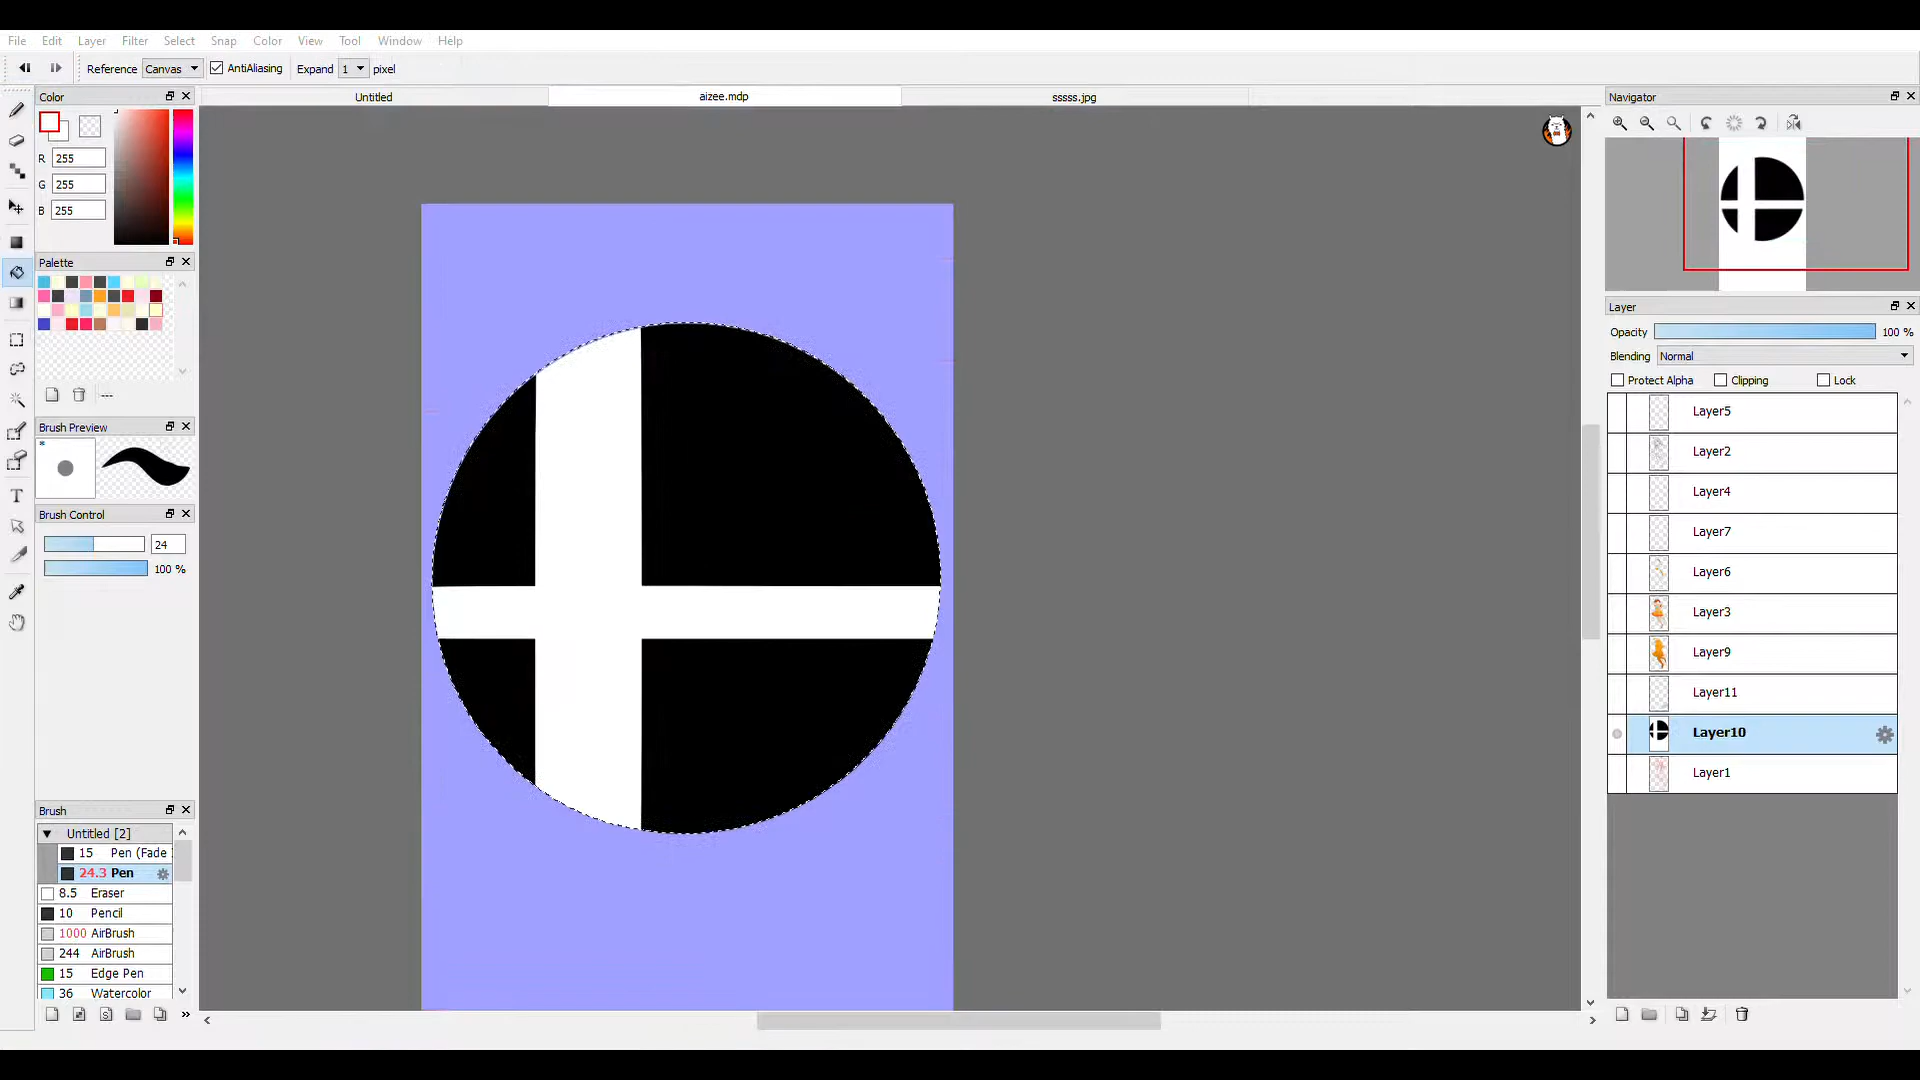 File Edit Layer Filter Select Snap Color View Tool Window Help
Reference Canvas AntiAliasing Expand 1 pixel
Color
Untitled aizee.mdp sssss.jpg
Navigator
R 255
G 255
B 255
Palette
---
Brush Preview
*
Brush Control
24
100 %
Brush
Untitled [2]
15 Pen (Fade
24.3 Pen
8.5 Eraser
10 Pencil
1000 AirBrush
244 AirBrush
15 Edge Pen
36 Watercolor
Layer
Opacity 100 %
Blending Normal
Protect Alpha Clipping Lock
Layer5
Layer2
Layer4
Layer7
Layer6
Layer3
Layer9
Layer11
Layer10
Layer1